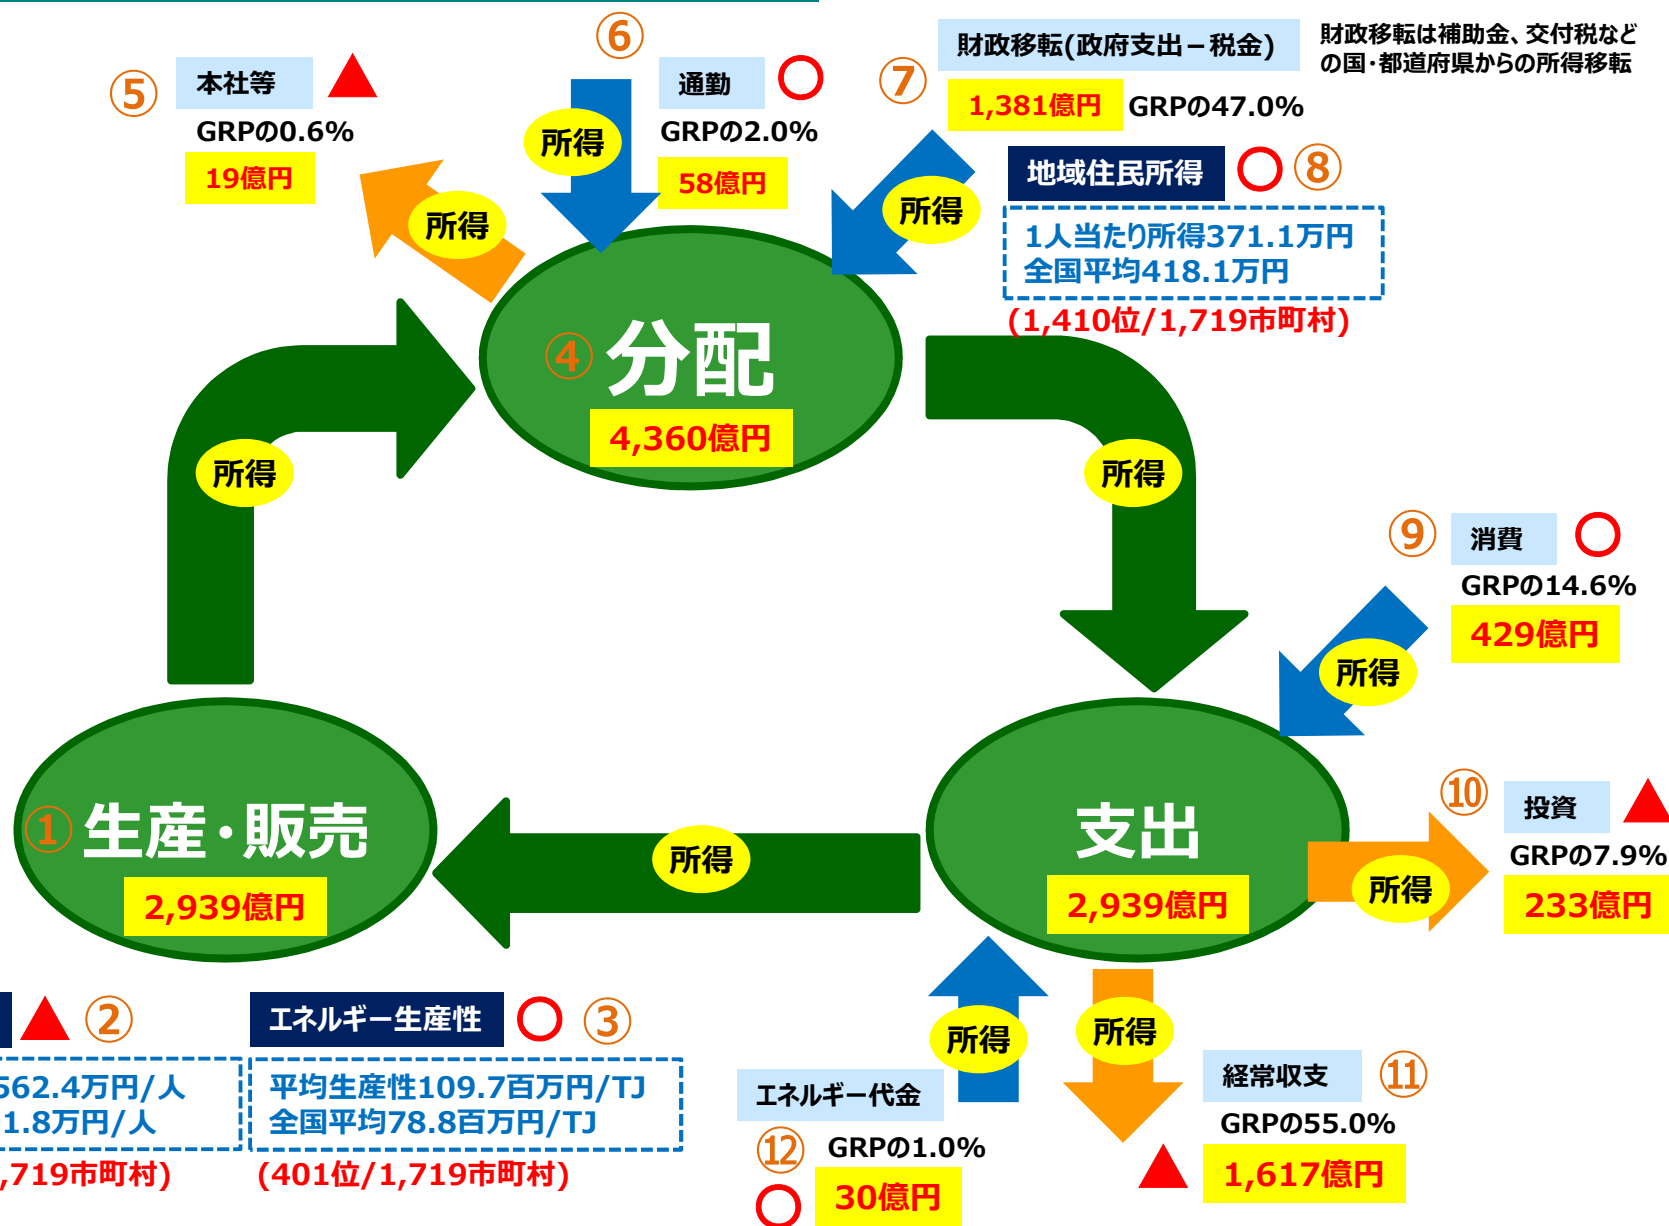 ⑥
財政移転(政府支出－税金)
財政移転は補助金、交付税など
の国・都道府県からの所得移転
⑤
本社等
▲
通勤
○
⑦
1,381億円
GRPの47.0%
GRPの0.6%
19億円
所得
GRPの2.0%
58億円
所得
所得
地域住民所得
○
⑧
1人当たり所得371.1万円
全国平均418.1万円
(1,410位/1,719市町村)
④
分配
4,360億円
所得
所得
⑨
消費
○
GRPの14.6%
429億円
所得
①
生産・販売
2,939億円
所得
支出
2,939億円
⑩
投資
▲
GRPの7.9%
233億円
所得
▲
②
562.4万円/人
1.8万円/人
,719市町村)
エネルギー生産性
○
③
平均生産性109.7百万円/TJ
全国平均78.8百万円/TJ
(401位/1,719市町村)
所得
所得
エネルギー代金
⑫
GRPの1.0%
○
30億円
経常収支
⑪
GRPの55.0%
▲
1,617億円